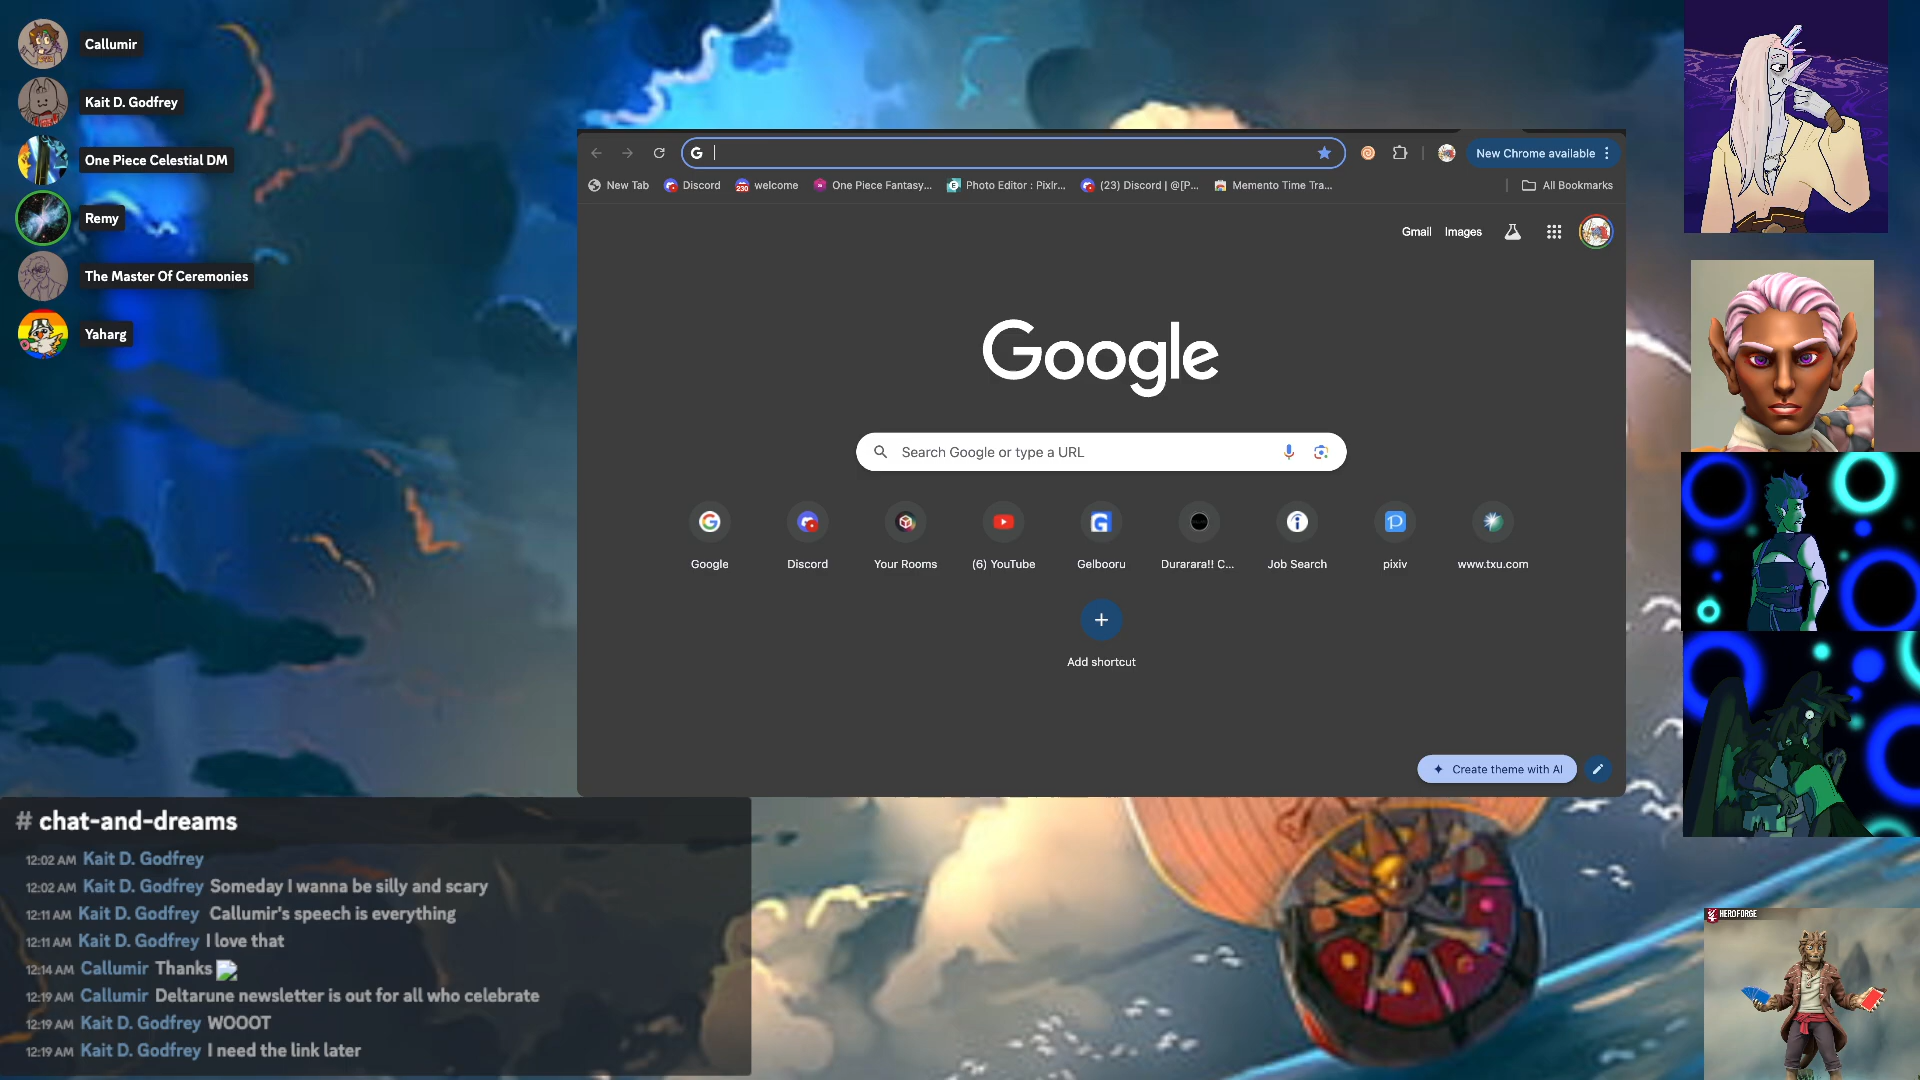 Callumir
Kait D. Godfrey
One Piece Celestial DM
Remy
The Master Of Ceremonies
Yaharg
New Chrome available
New Tab
Discord
230
welcome
One Piece Fantasy...
Photo Editor : Pixlr...
(23) Discord | @[P...
Memento Time Tra...
All Bookmarks
Gmail
Images
Google
Search Google or type a URL
Google
Discord
Your Rooms
(6) YouTube
Gelbooru
Durarara!! C...
Job Search
pixiv
www.txu.com
Add shortcut
Create theme with AI
# chat-and-dreams
12:02 AM Kait D. Godfrey
12:02 AM Kait D. Godfrey Someday I wanna be silly and scary
12:11 AM Kait D. Godfrey Callumir's speech is everything
12:11 AM Kait D. Godfrey I love that
12:14 AM Callumir Thanks
12:19 AM Callumir Deltarune newsletter is out for all who celebrate
12:19 AM Kait D. Godfrey WOOOT
12:19 AM Kait D. Godfrey I need the link later
HEROFORGE